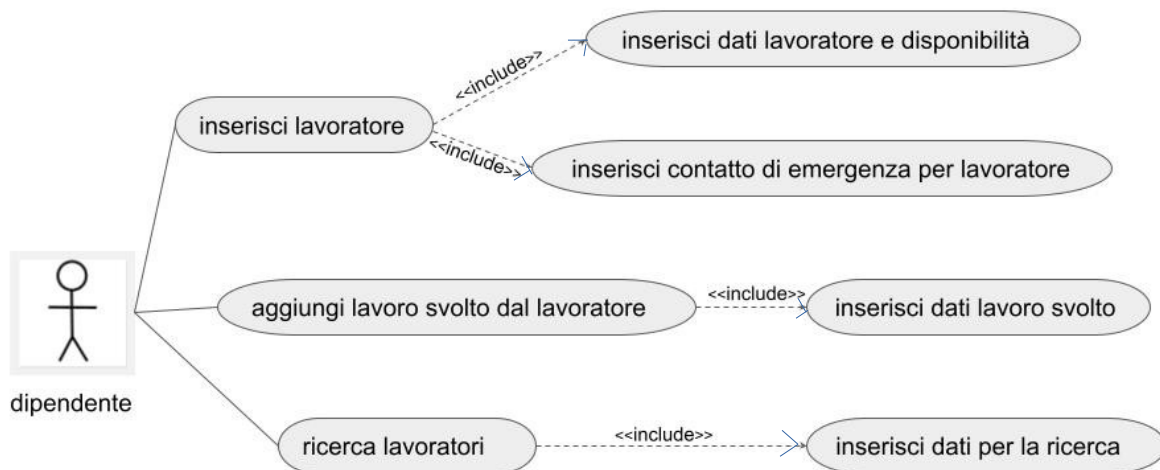 inserisci dati lavoratore e disponibilità
<<include>>
inserisci lavoratore
<<include>>
inserisci contatto di emergenza per lavoratore
aggiungi lavoro svolto dal lavoratore
<<include>>
inserisci dati lavoro svolto
dipendente
ricerca lavoratori
<<include>>
inserisci dati per la ricerca